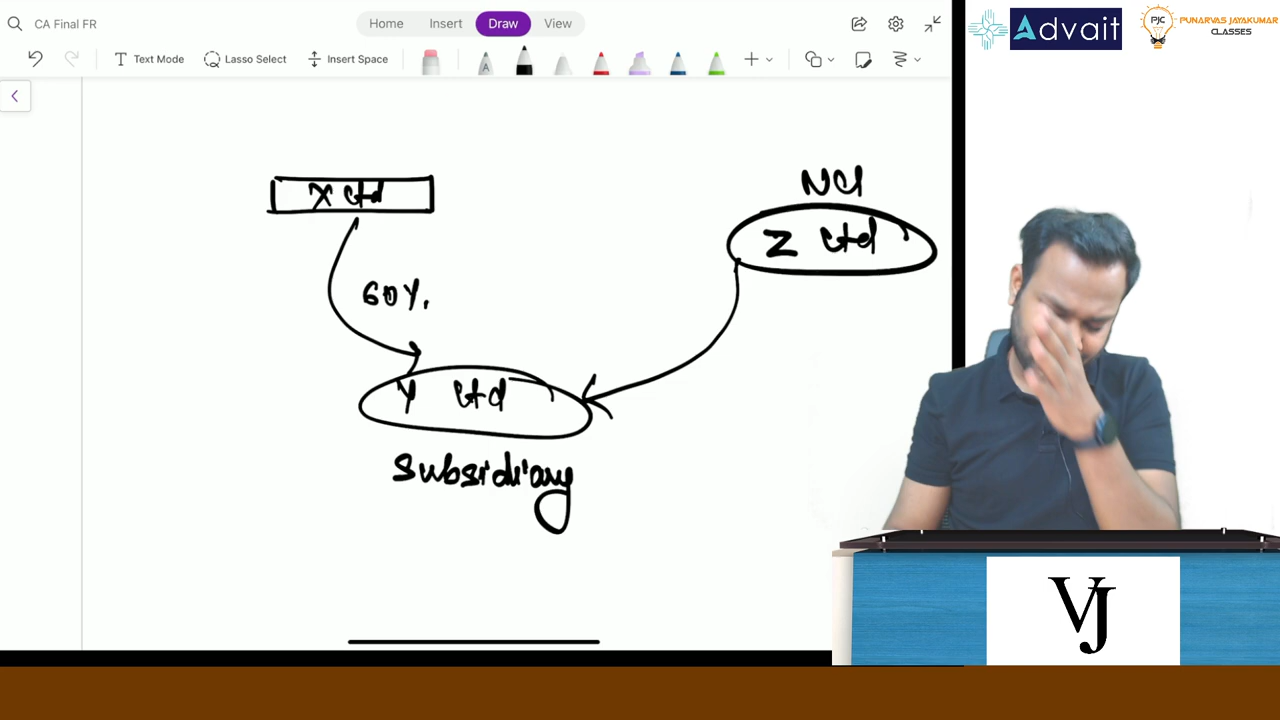 CA Final FR
Home Insert Draw View
Text Mode Lasso Select Insert Space
Advait
PJC PUNARVAS JAYAKUMAR
CLASSES
X Ltd
NCI
Z Ltd
60%
Y Ltd
Subsidiary
VJ